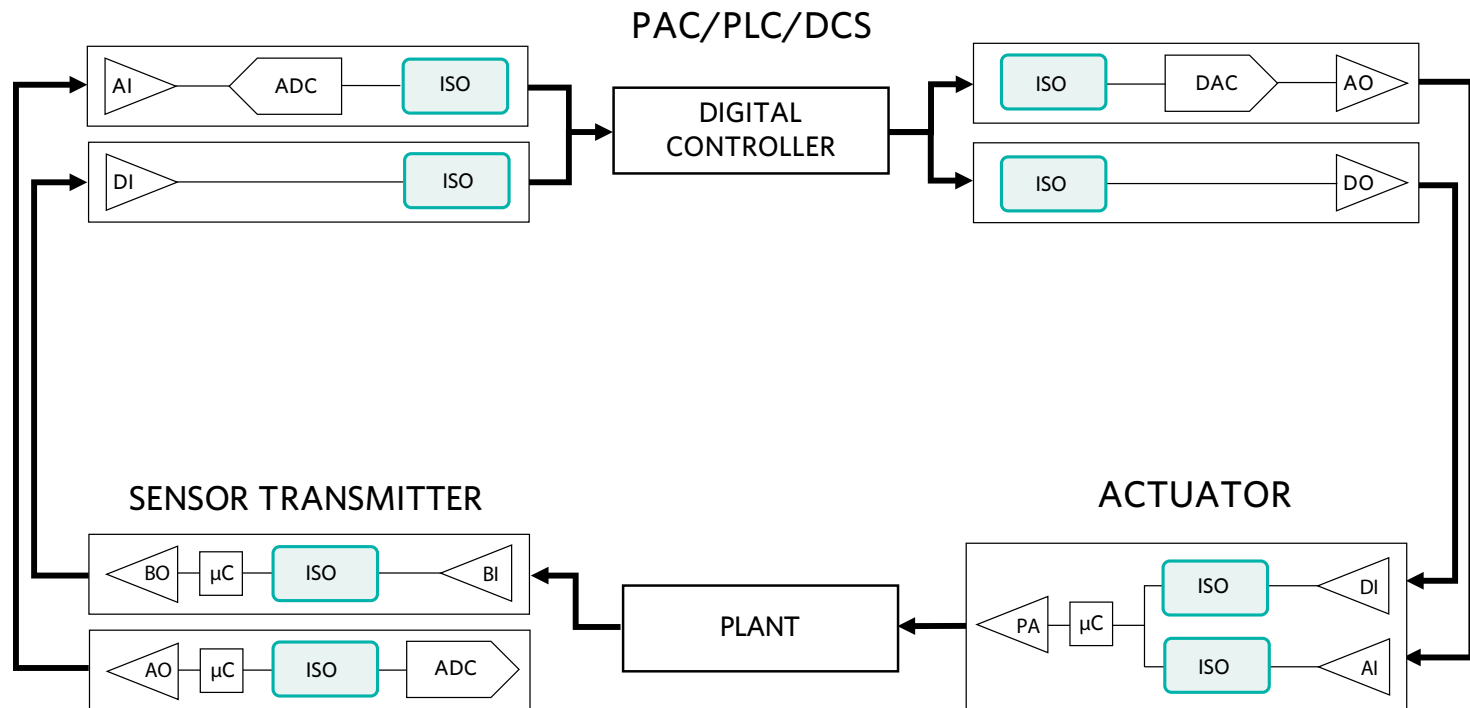 PAC/PLC/DCS
AI
ADC
ISO
DI
ISO
DIGITAL
CONTROLLER
ISO
DAC
AO
ISO
DO
SENSOR TRANSMITTER
BO
µC
ISO
BI
AO
µC
ISO
ADC
PLANT
ACTUATOR
PA
µC
ISO
DI
ISO
AI